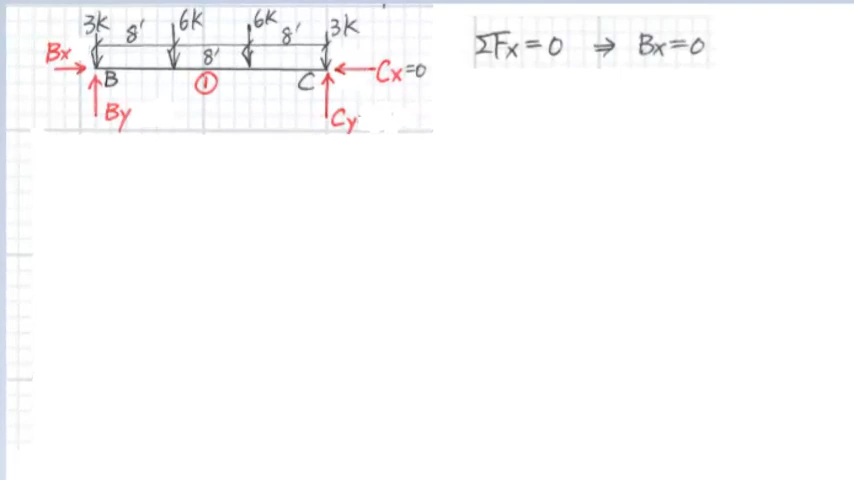 3K 8' 6K 6K 8' 3K
Bx 8' Cx=0
B ① C
By Cy
ΣFx=0 ⇒ Bx=0